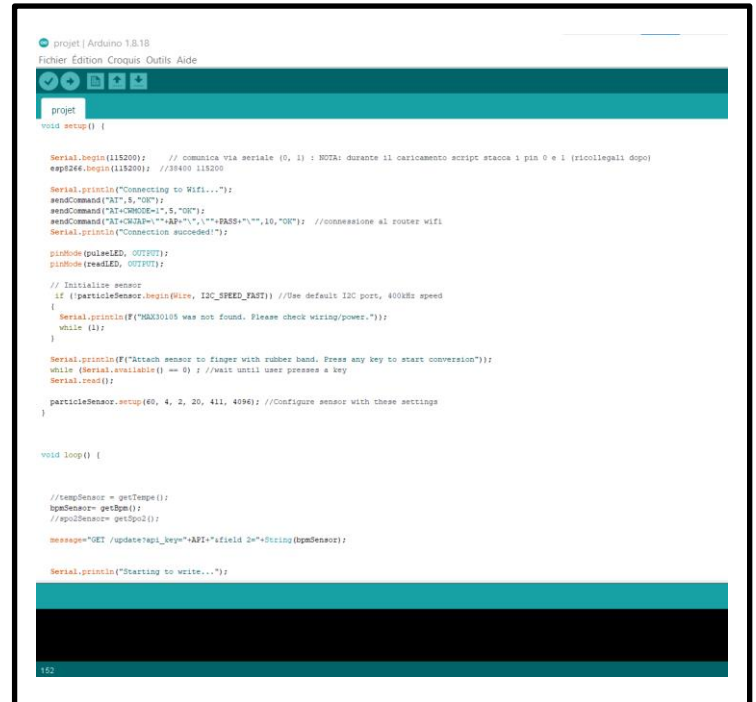 projet | Arduino 1.8.18
Fichier Édition Croquis Outils Aide
projet
void setup() {
Serial.begin(115200); // comunica via seriale (0, 1) : NOTA: durante il caricamento script stacca i pin 0 e 1 (ricollegali dopo)
esp8266.begin(115200); //38400 115200
Serial.println("Connecting to Wifi...");
sendCommand("AT",5,"OK");
sendCommand("AT+CWMODE=1",5,"OK");
sendCommand("AT+CWJAP=\""+AP+"\",\""+PASS+"\"",10,"OK"); //connessione al router wifi
Serial.println("Connection succeded!");
pinMode(pulseLED, OUTPUT);
pinMode(readLED, OUTPUT);
// Initialize sensor
if (!particleSensor.begin(Wire, I2C_SPEED_FAST)) //Use default I2C port, 400kHz speed
{
Serial.println(F("MAX30105 was not found. Please check wiring/power."));
while (1);
}
Serial.println(F("Attach sensor to finger with rubber band. Press any key to start conversion"));
while (Serial.available() == 0) ; //wait until user presses a key
Serial.read();
particleSensor.setup(60, 4, 2, 20, 411, 4096); //Configure sensor with these settings
}
void loop() {
//tempSensor = getTempe();
bpmSensor= getBpm();
//spo2Sensor= getSpo2();
message="GET /update?api_key="+API+"&field 2="+String(bpmSensor);
Serial.println("Starting to write...");
152